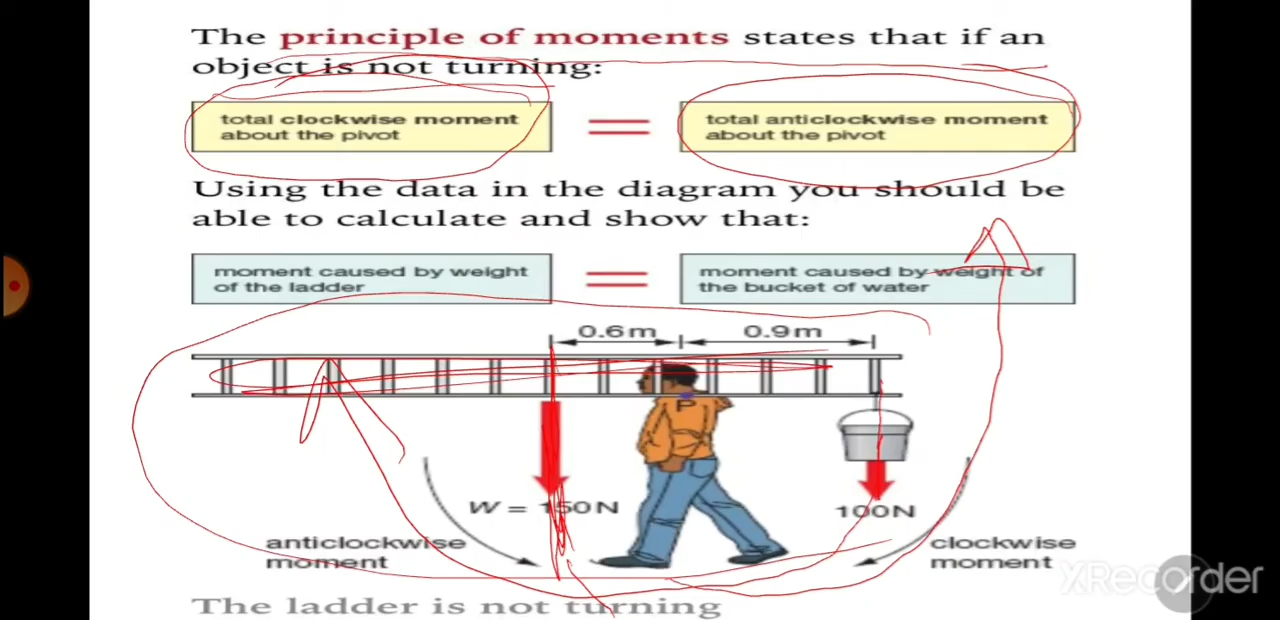 The principle of moments states that if an
object is not turning:
total clockwise moment
about the pivot
=
total anticlockwise moment
about the pivot
Using the data in the diagram you should be
able to calculate and show that:
moment caused by weight
of the ladder
=
moment caused by weight of
the bucket of water
0.6m
0.9m
P
W = 150N
100N
anticlockwise
moment
clockwise
moment
The ladder is not turning
XRecorder